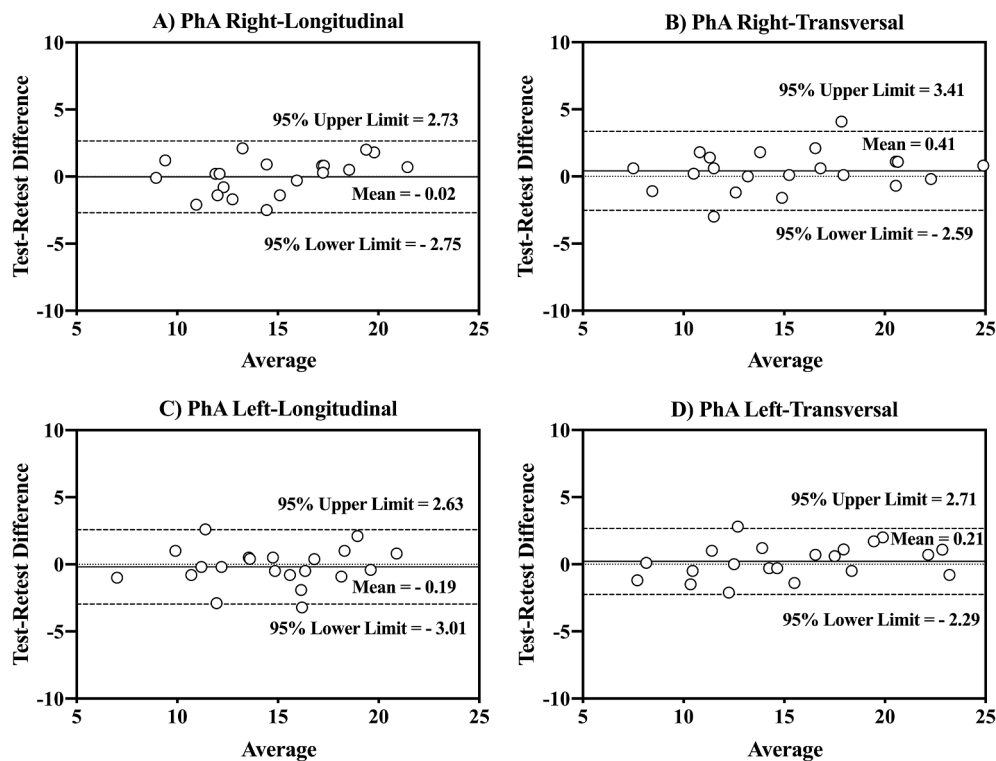 A) PhA Right-Longitudinal
10
5
0
-5
-10
Test-Retest Difference
95% Upper Limit = 2.73
Mean = - 0.02
95% Lower Limit = - 2.75
5 10 15 20 25
Average
B) PhA Right-Transversal
10
5
0
-5
-10
Test-Retest Difference
95% Upper Limit = 3.41
Mean = 0.41
95% Lower Limit = - 2.59
5 10 15 20 25
Average
C) PhA Left-Longitudinal
10
5
0
-5
-10
Test-Retest Difference
95% Upper Limit = 2.63
Mean = - 0.19
95% Lower Limit = - 3.01
5 10 15 20 25
Average
D) PhA Left-Transversal
10
5
0
-5
-10
Test-Retest Difference
95% Upper Limit = 2.71
Mean = 0.21
95% Lower Limit = - 2.29
5 10 15 20 25
Average